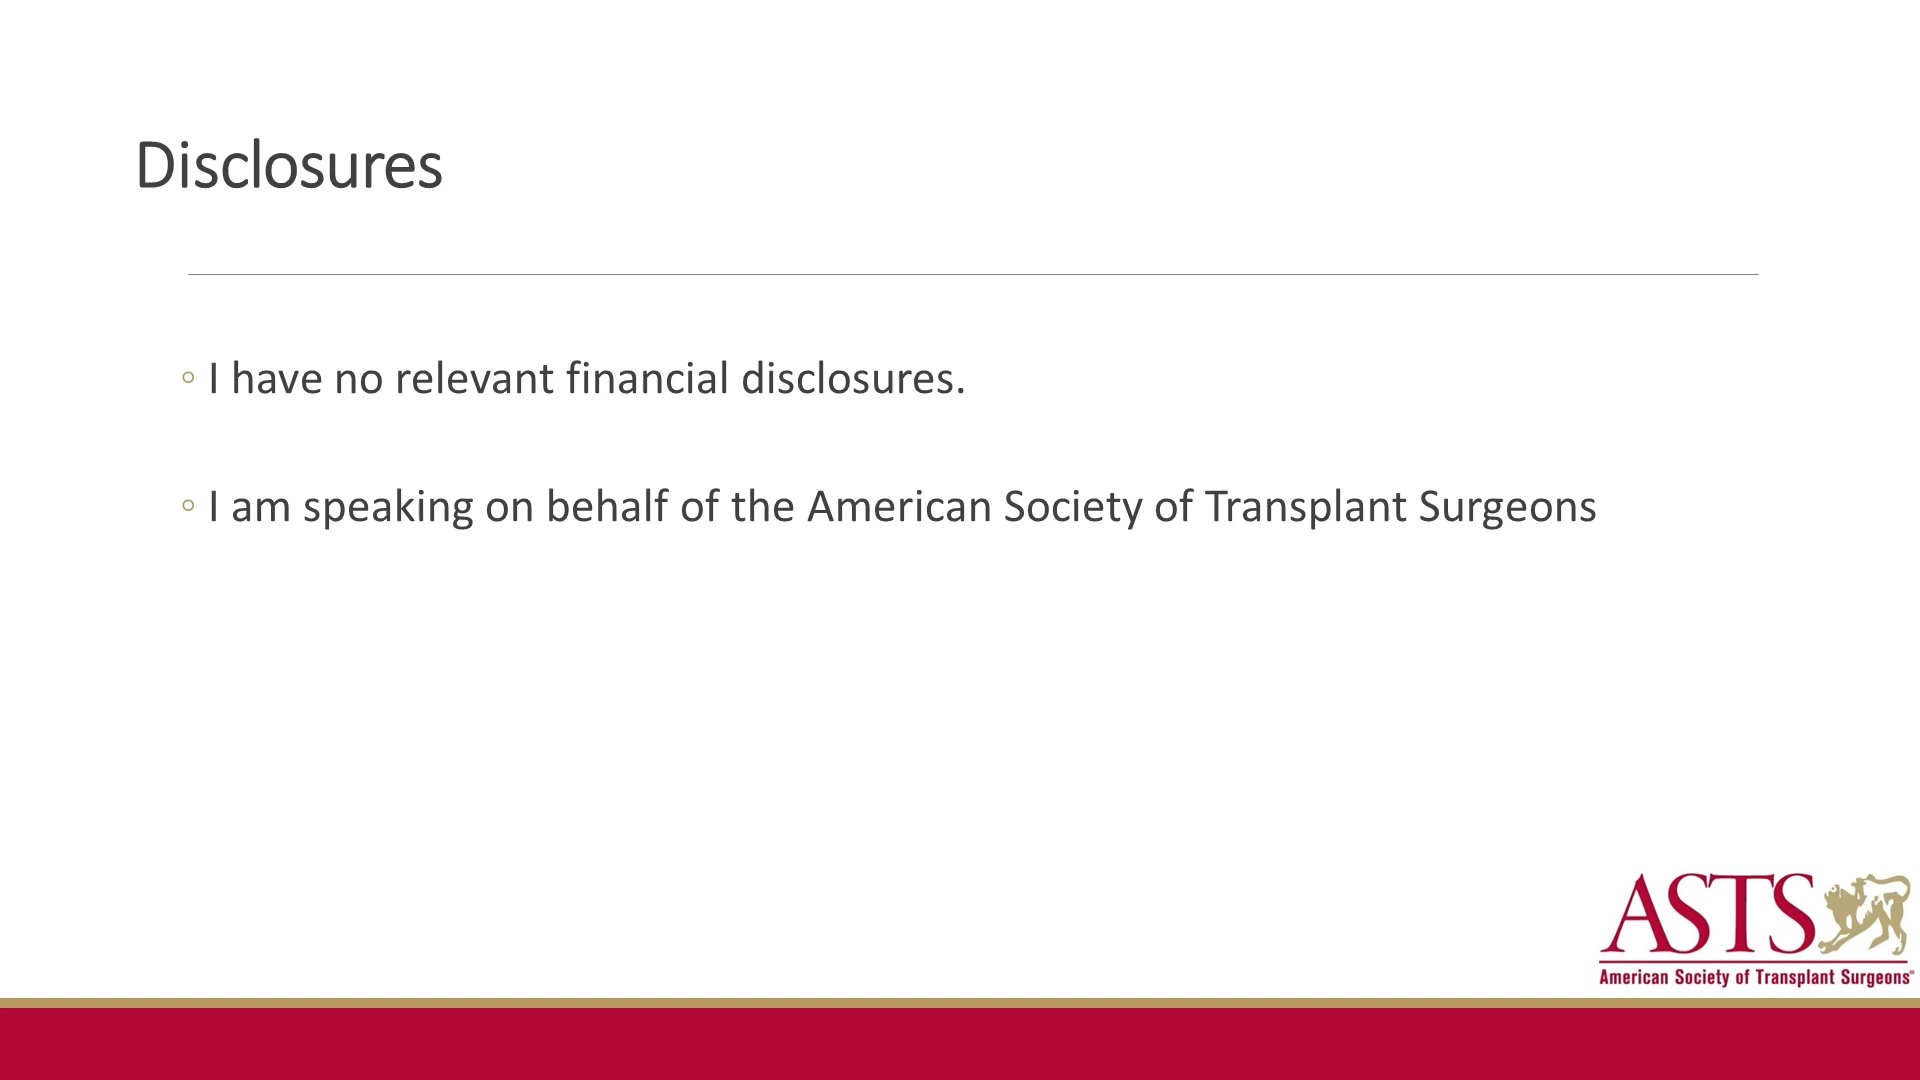 Disclosures
◦ I have no relevant financial disclosures.
◦ I am speaking on behalf of the American Society of Transplant Surgeons
ASTS
American Society of Transplant Surgeons®